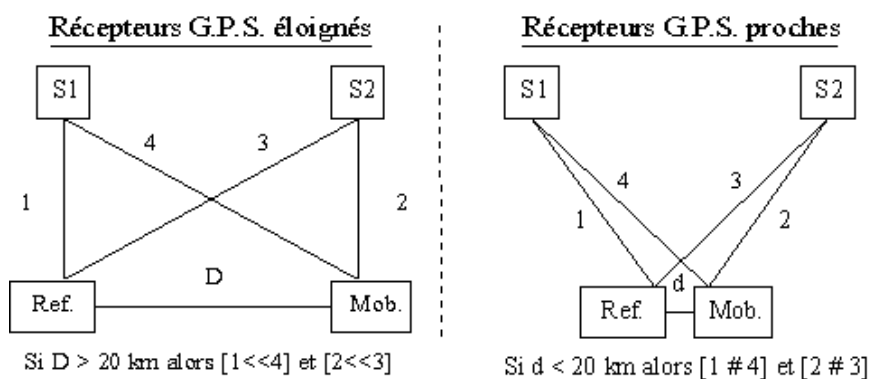 Récepteurs G.P.S. éloignés
S1
S2
4
3
1
2
D
Ref.
Mob.
Si D > 20 km alors [1<<4] et [2<<3]
Récepteurs G.P.S. proches
S1
S2
4
3
1
2
d
Ref.
Mob.
Si d < 20 km alors [1 # 4] et [2 # 3]